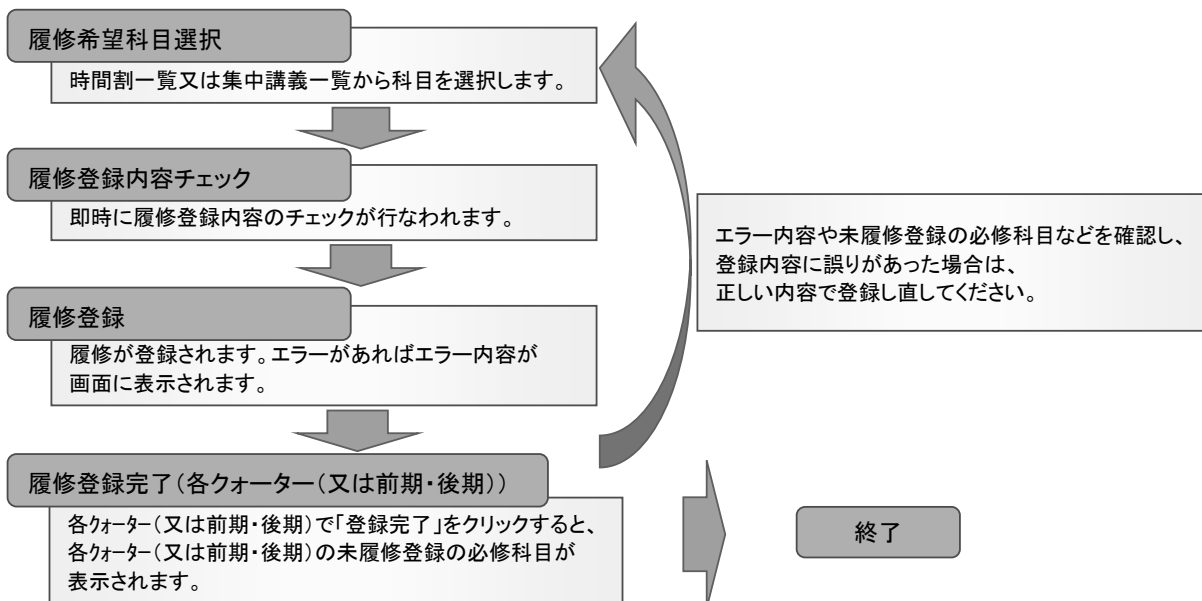 履修希望科目選択
時間割一覧又は集中講義一覧から科目を選択します。
履修登録内容チェック
即時に履修登録内容のチェックが行なわれます。
エラー内容や未履修登録の必修科目などを確認し、
登録内容に誤りがあった場合は、
正しい内容で登録し直してください。
履修登録
履修が登録されます。エラーがあればエラー内容が
画面に表示されます。
履修登録完了(各クォーター(又は前期・後期))
各ｸｫｰﾀｰ(又は前期・後期)で「登録完了」をクリックすると、
各ｸｫｰﾀｰ(又は前期・後期)の未履修登録の必修科目が
表示されます。
終了